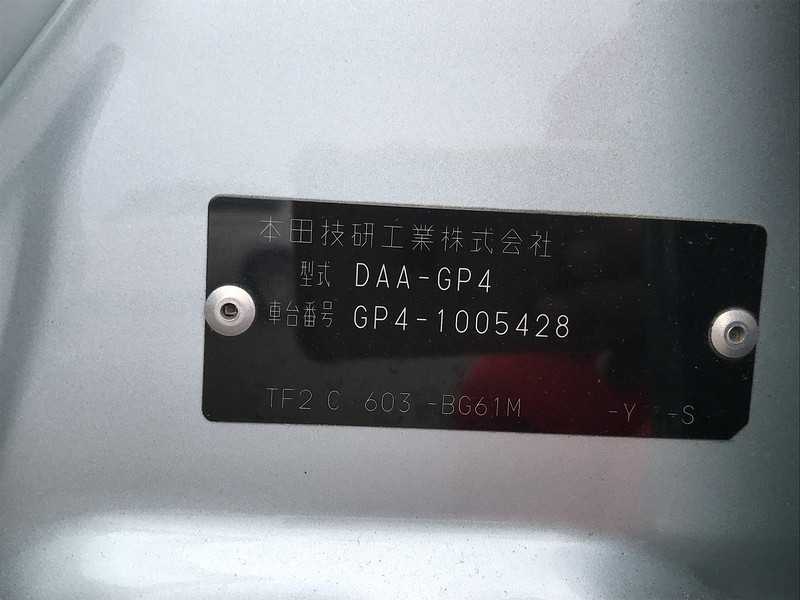 本田技研工業株式会社
型式 DAA-GP4
車台番号 GP4-1005428
TF2 C 603 -BG61M -Y -S